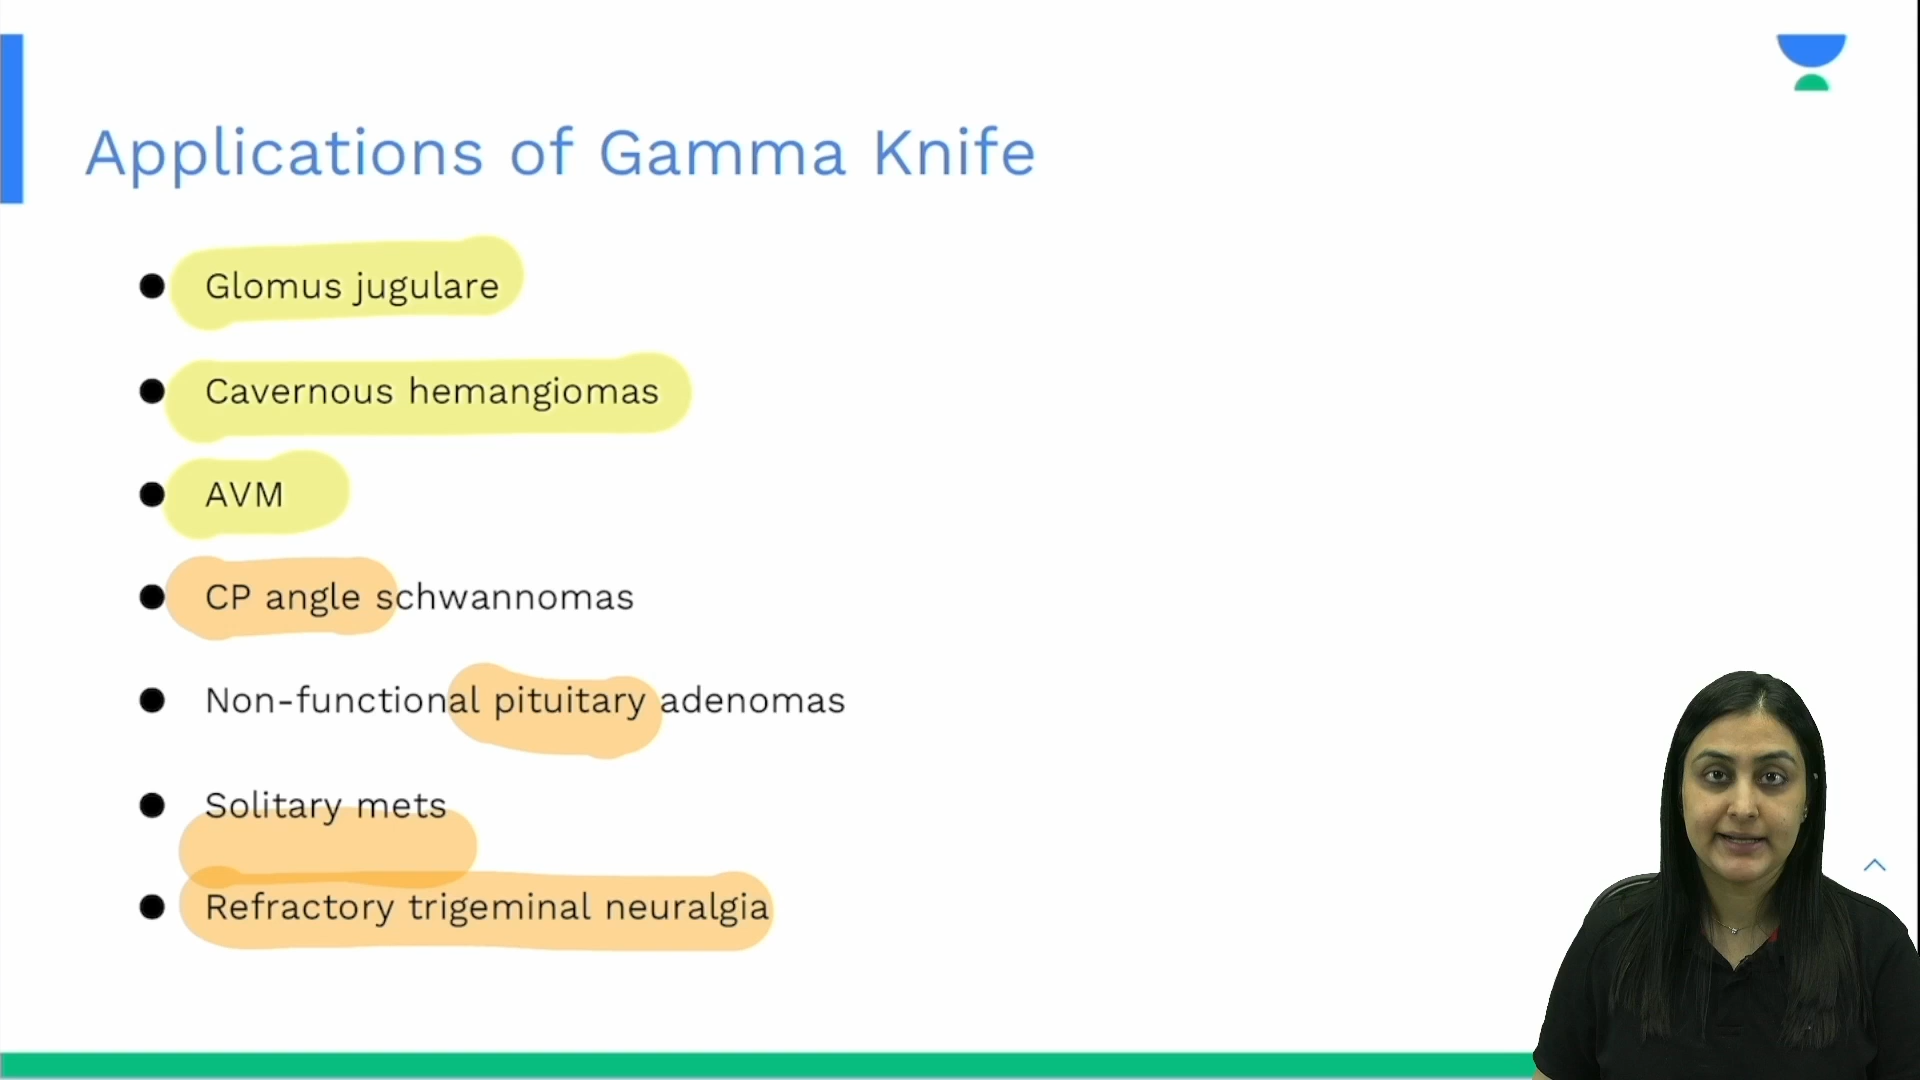 Applications of Gamma Knife
Glomus jugulare
Cavernous hemangiomas
AVM
CP angle schwannomas
Non-functional pituitary adenomas
Solitary mets
Refractory trigeminal neuralgia